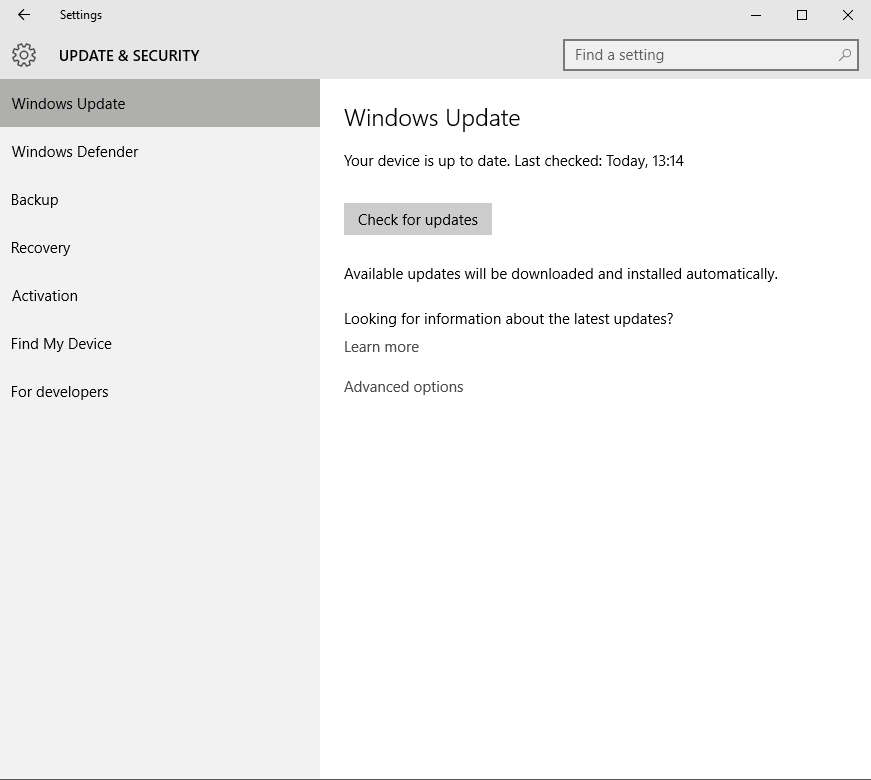 Settings
UPDATE & SECURITY
Find a setting
Windows Update
Windows Defender
Backup
Recovery
Activation
Find My Device
For developers
Windows Update
Your device is up to date. Last checked: Today, 13:14
Check for updates
Available updates will be downloaded and installed automatically.
Looking for information about the latest updates?
Learn more
Advanced options